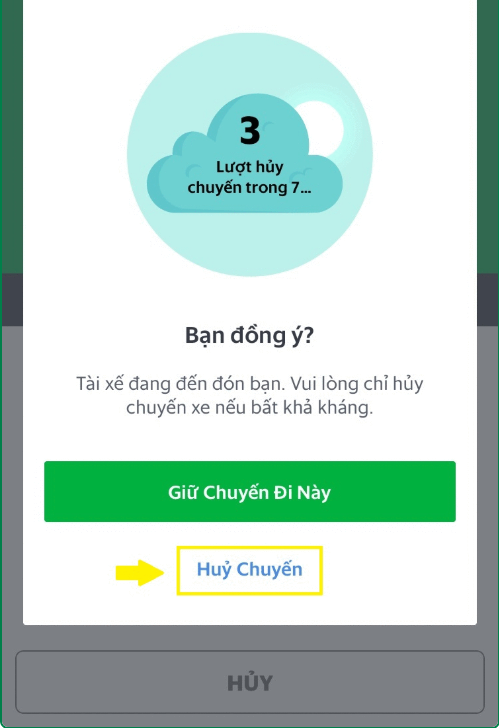 3
Lượt hủy
chuyến trong 7...
Bạn đồng ý?
Tài xế đang đến đón bạn. Vui lòng chỉ hủy
chuyến xe nếu bất khả kháng.
Giữ Chuyến Đi Này
Huỷ Chuyến
HỦY